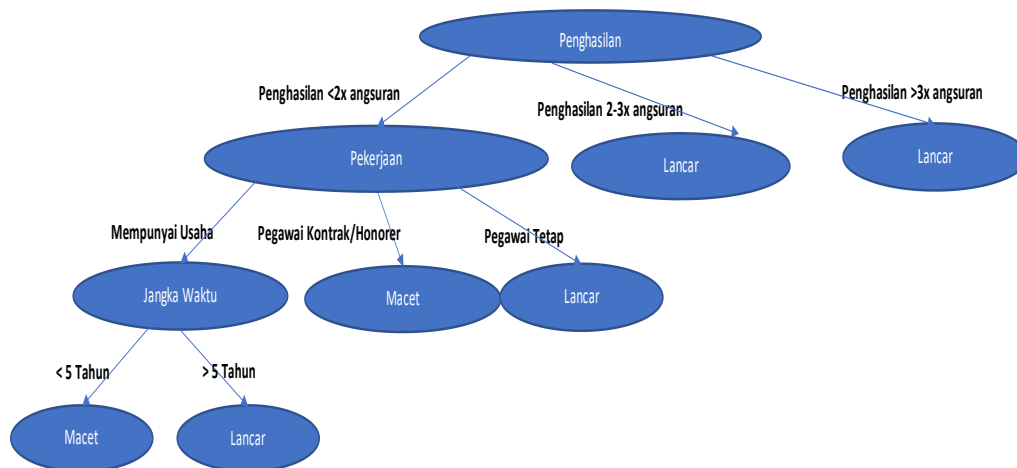 Penghasilan
Penghasilan <2x angsuran
Penghasilan 2-3x angsuran
Penghasilan >3x angsuran
Pekerjaan
Lancar
Lancar
Mempunyai Usaha
Pegawai Kontrak/Honorer
Pegawai Tetap
Jangka Waktu
Macet
Lancar
< 5 Tahun
> 5 Tahun
Macet
Lancar